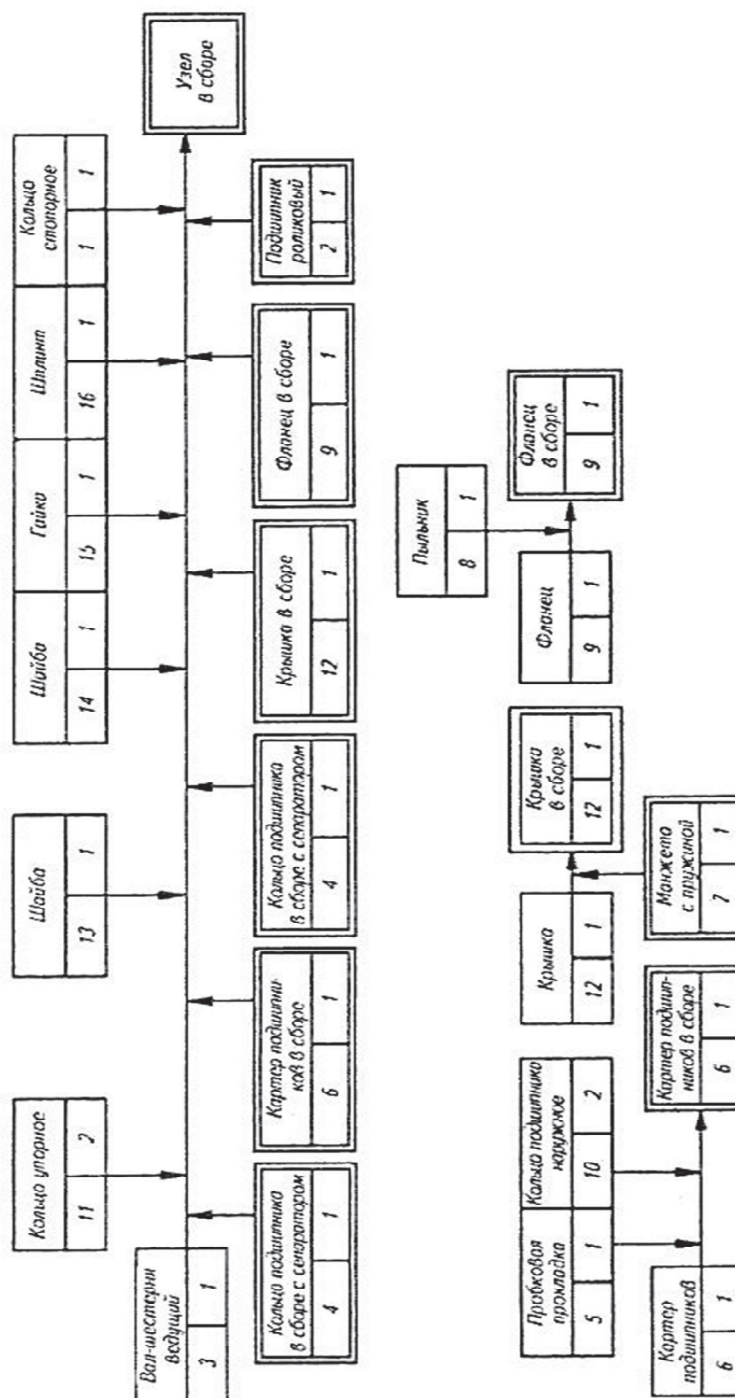 Кольцо упорное
11 2
Шайба
13 1
Шайба
14 1
Гайка
15 1
Шплинт
16 1
Кольцо
стопорное
1 1
Вал-шестерня
ведущий
3 1
Узел
в сборе
Кольцо подшипника
в сборе с сепаратором
4 1
Картер подшипни-
ков в сборе
6 1
Кольцо подшипника
в сборе с сепаратором
4 1
Крышка в сборе
12 1
Фланец в сборе
9 1
Подшипник
роликовый
2 1
Пробковая
прокладка
5 1
Кольцо подшипника
наружное
10 2
Картер
подшипников
6 1
Картер подшип-
ников в сборе
6 1
Крышка
12 1
Крышка
в сборе
12 1
Манжета
с пружиной
7 1
Пыльник
8 1
Фланец
9 1
Фланец
в сборе
9 1